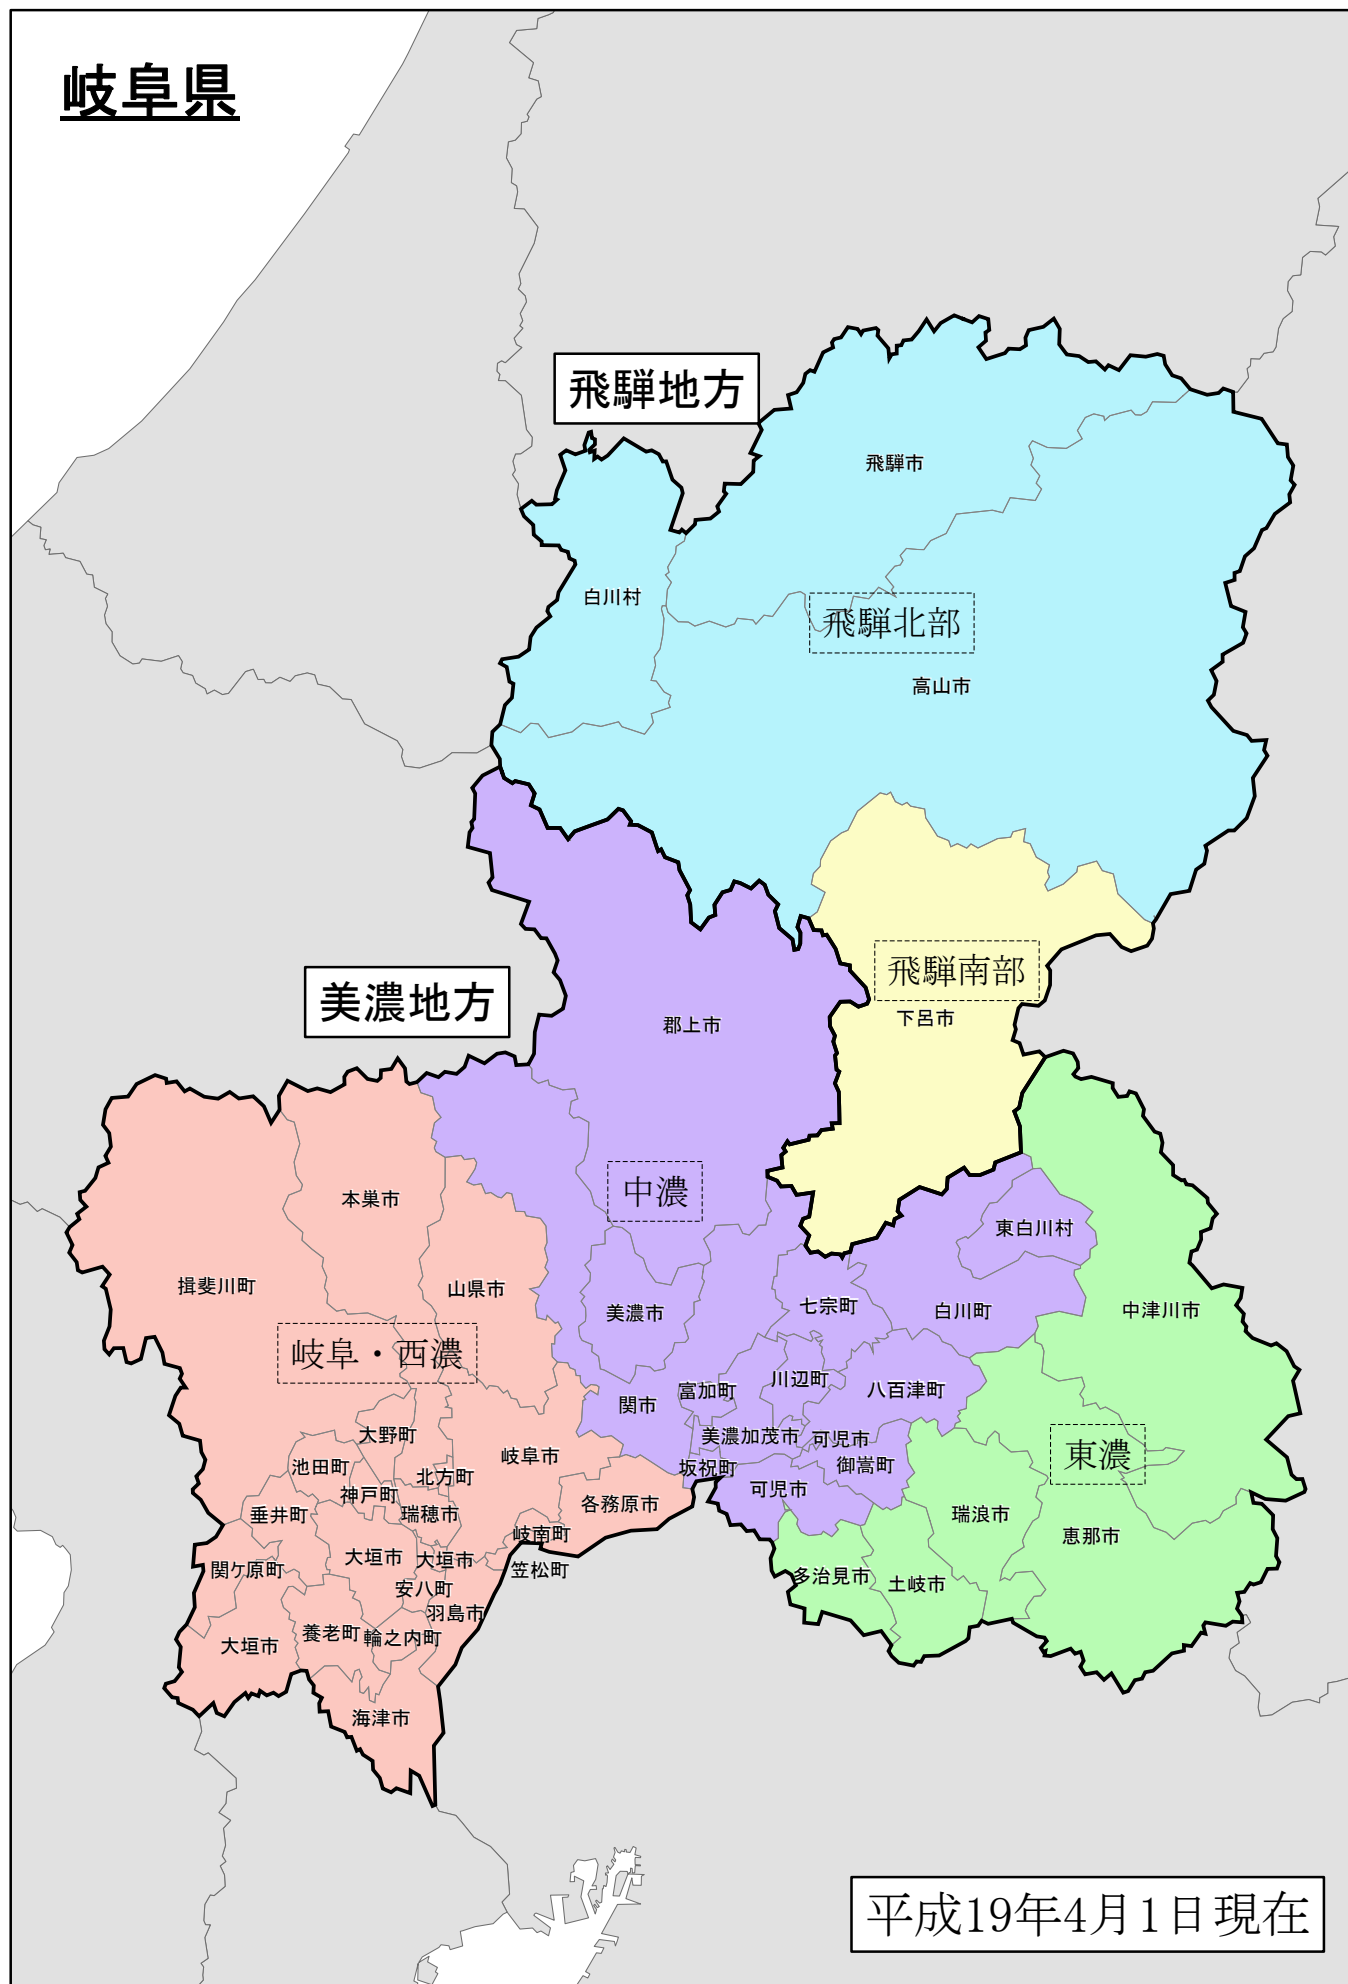 岐阜県
飛騨地方
飛騨市
白川村
飛騨北部
高山市
飛騨南部
美濃地方
下呂市
郡上市
中濃
本巣市
東白川村
揖斐川町
山県市
美濃市
七宗町
白川町
中津川市
岐阜・西濃
川辺町
富加町
八百津町
関市
大野町
美濃加茂市
可児市
東濃
岐阜市
池田町
北方町
坂祝町
御嵩町
神戸町
可児市
各務原市
垂井町
瑞穂市
瑞浪市
岐南町
恵那市
関ケ原町
大垣市
大垣市
笠松町
多治見市
土岐市
安八町
羽島市
養老町
輪之内町
大垣市
海津市
平成19年4月1日現在